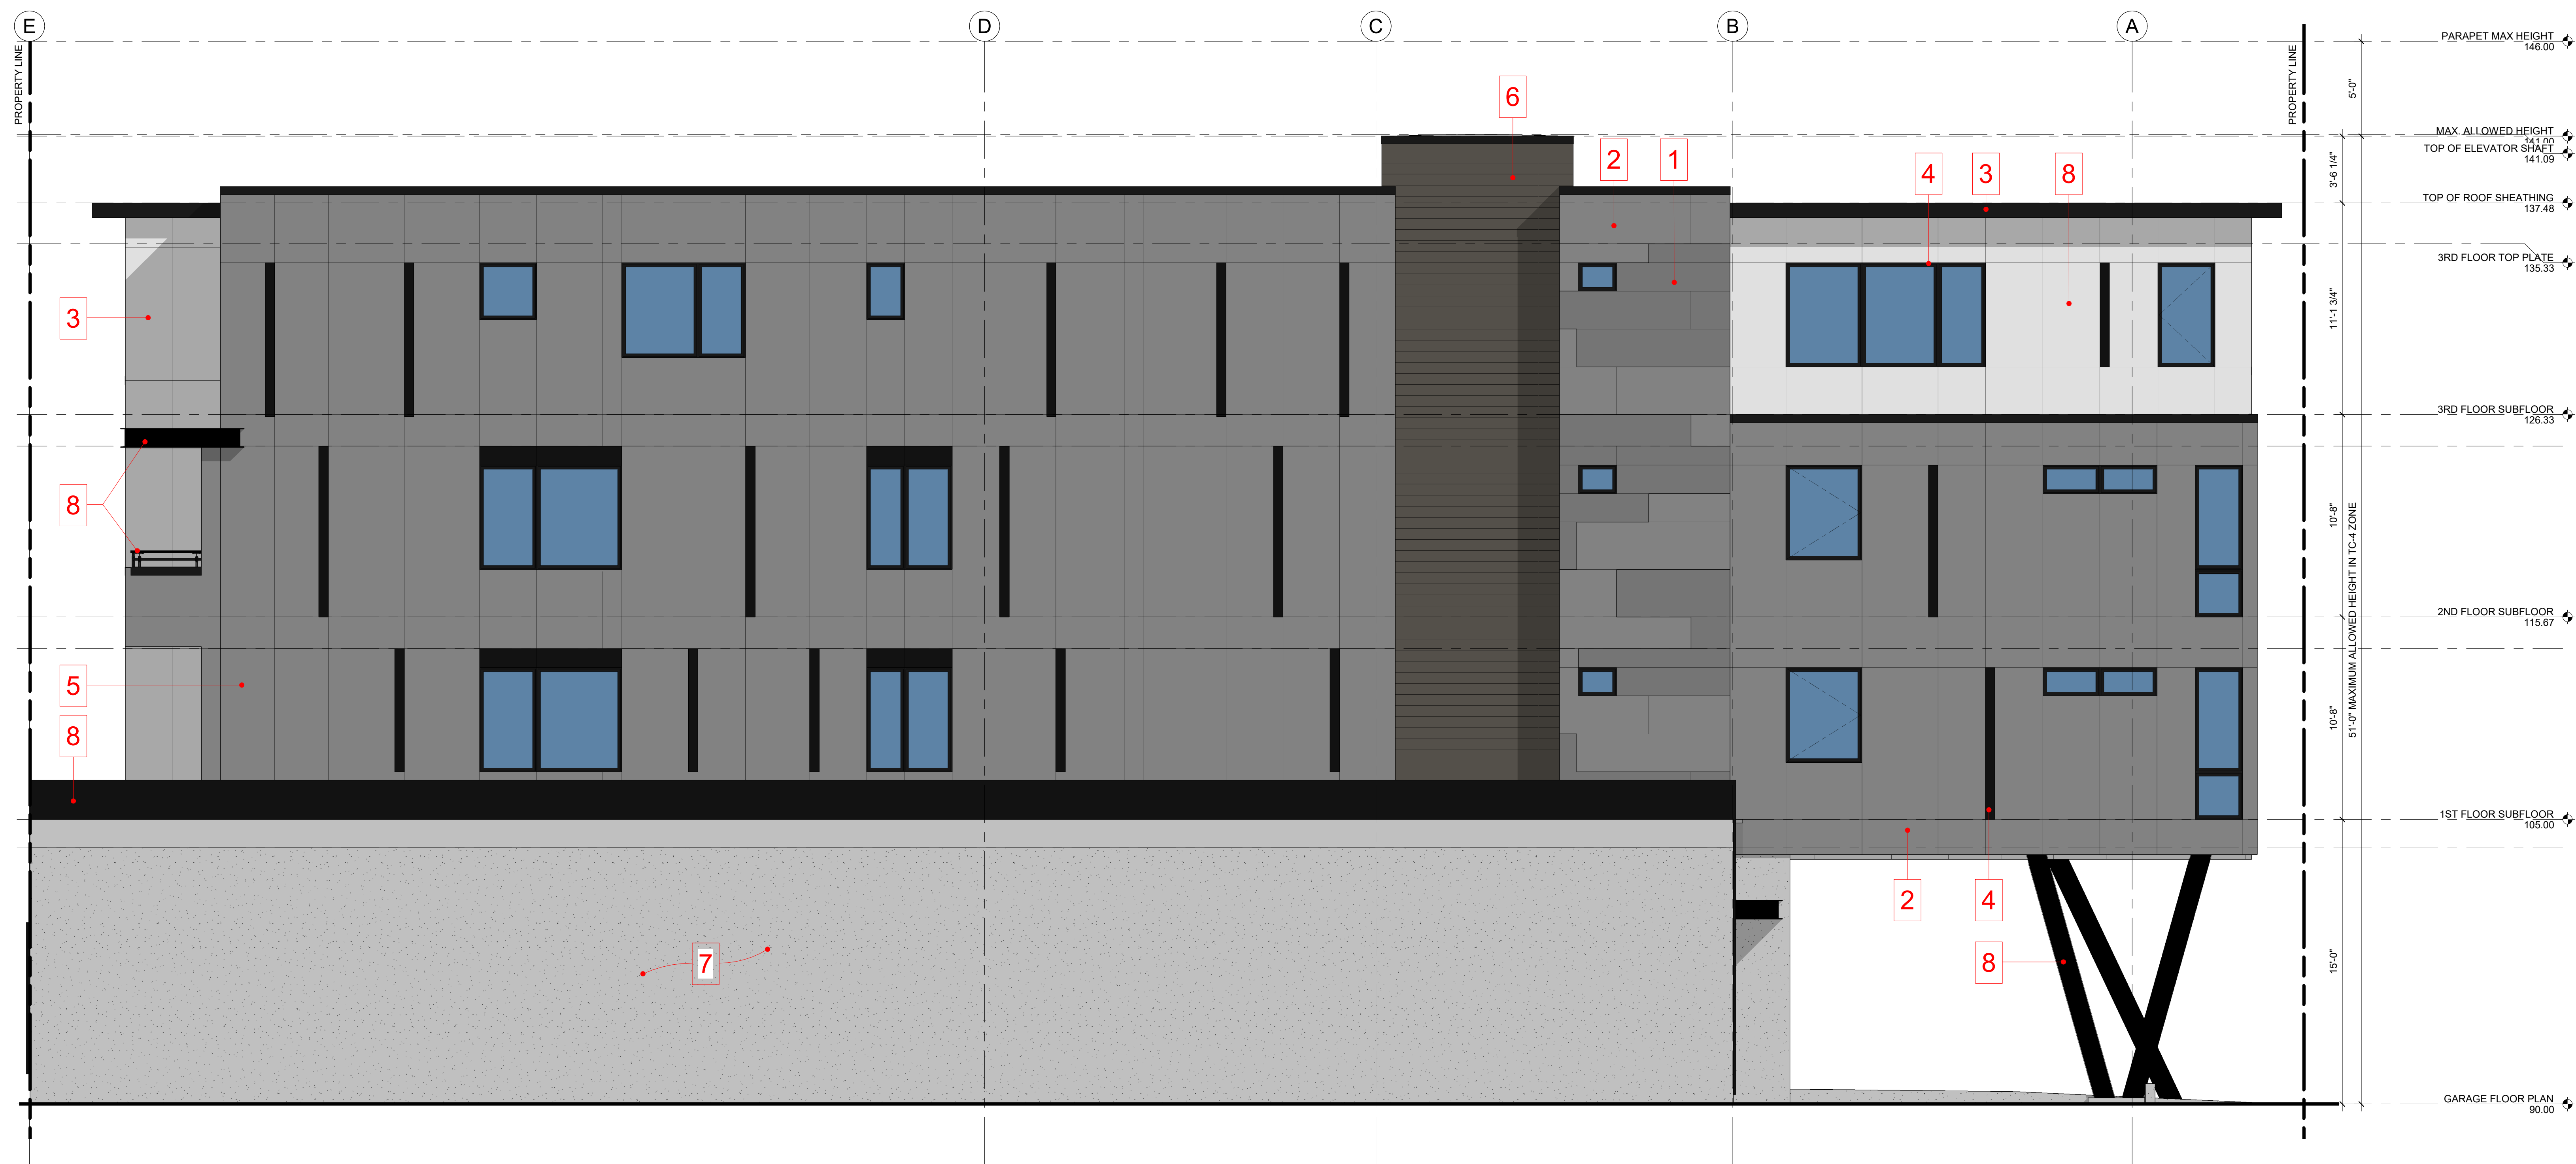 E
D
C
B
A
PROPERTY LINE
PROPERTY LINE
PARAPET MAX HEIGHT
146.00
5'-0"
6
MAX. ALLOWED HEIGHT
141.00
TOP OF ELEVATOR SHAFT
141.09
2
1
4
3
8
3'-6 1/4"
TOP OF ROOF SHEATHING
137.48
3RD FLOOR TOP PLATE
135.33
3
11'-1 3/4"
3RD FLOOR SUBFLOOR
126.33
8
10'-8"
51'-0" MAXIMUM ALLOWED HEIGHT IN TC-4 ZONE
2ND FLOOR SUBFLOOR
115.67
5
8
10'-8"
1ST FLOOR SUBFLOOR
105.00
2
4
7
8
15'-0"
GARAGE FLOOR PLAN
90.00